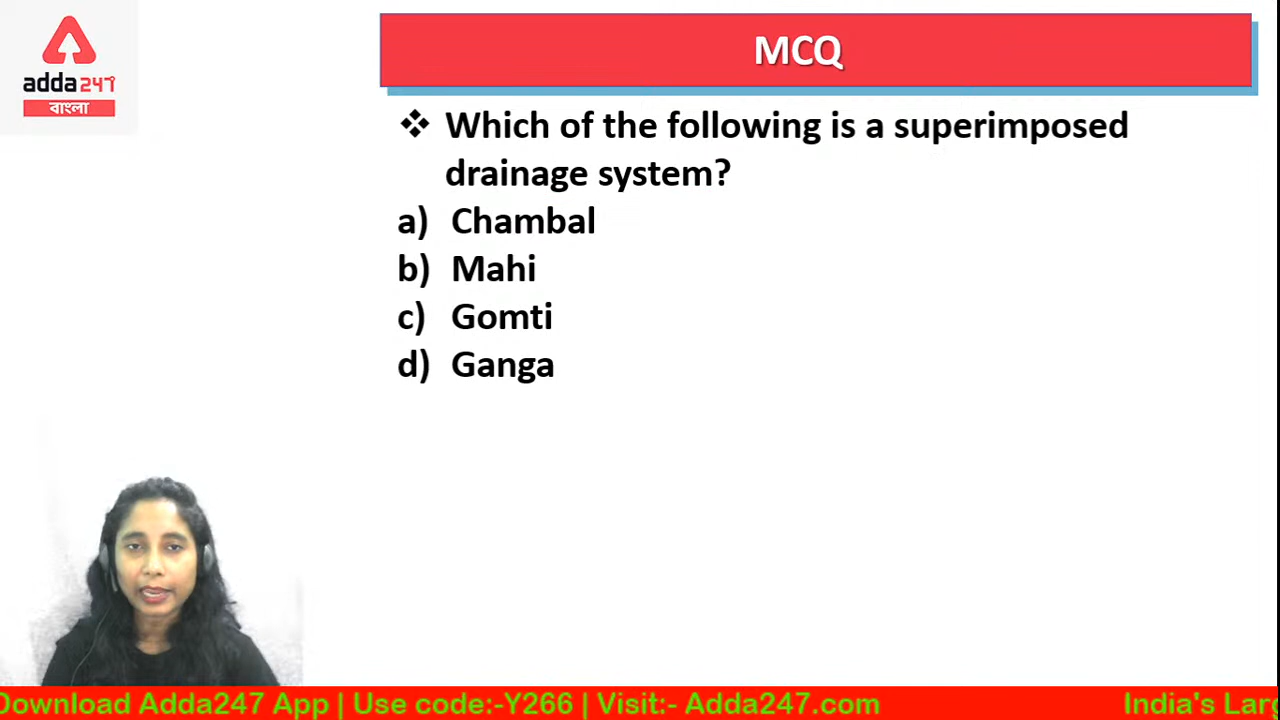 adda247
বাংলা
MCQ
❖ Which of the following is a superimposed
drainage system?
a) Chambal
b) Mahi
c) Gomti
d) Ganga
Download Adda247 App | Use code:-Y266 | Visit:- Adda247.com India's